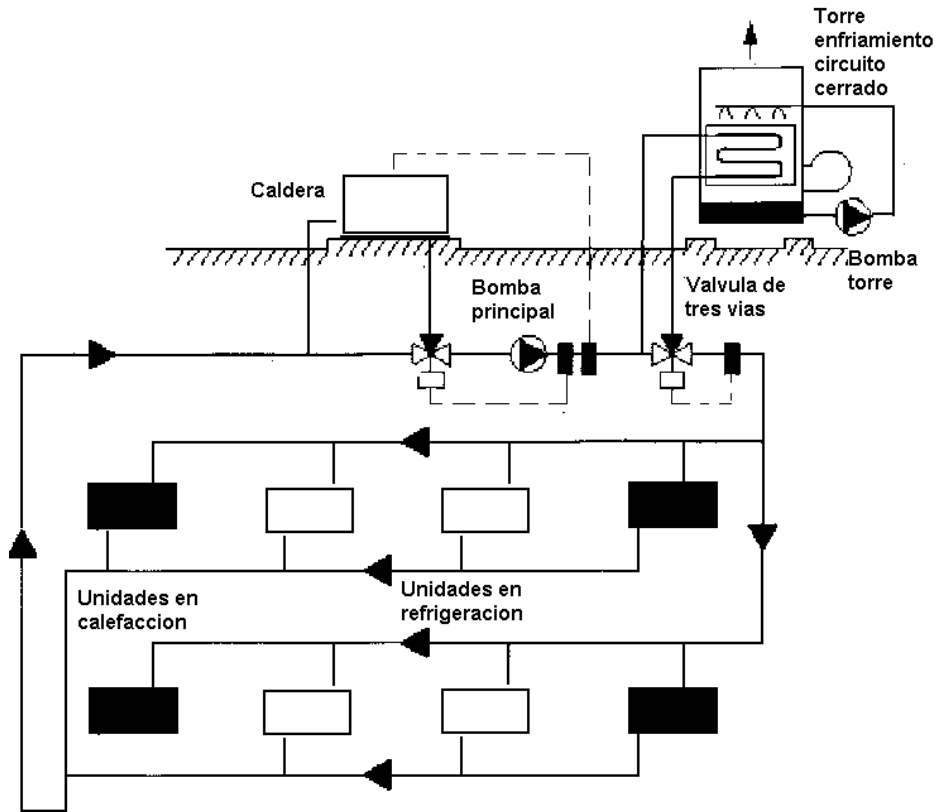 Torre
enfriamiento
circuito
cerrado
Caldera
Bomba
torre
Bomba
principal
Valvula de
tres vias
Unidades en
calefaccion
Unidades en
refrigeracion